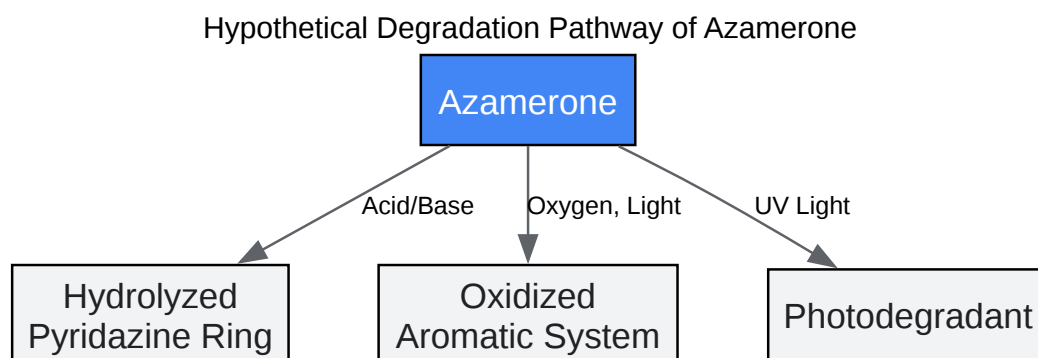 Hypothetical Degradation Pathway of Azamerone
Azamerone
Acid/Base
Oxygen, Light
UV Light
Hydrolyzed
Pyridazine Ring
Oxidized
Aromatic System
Photodegradant